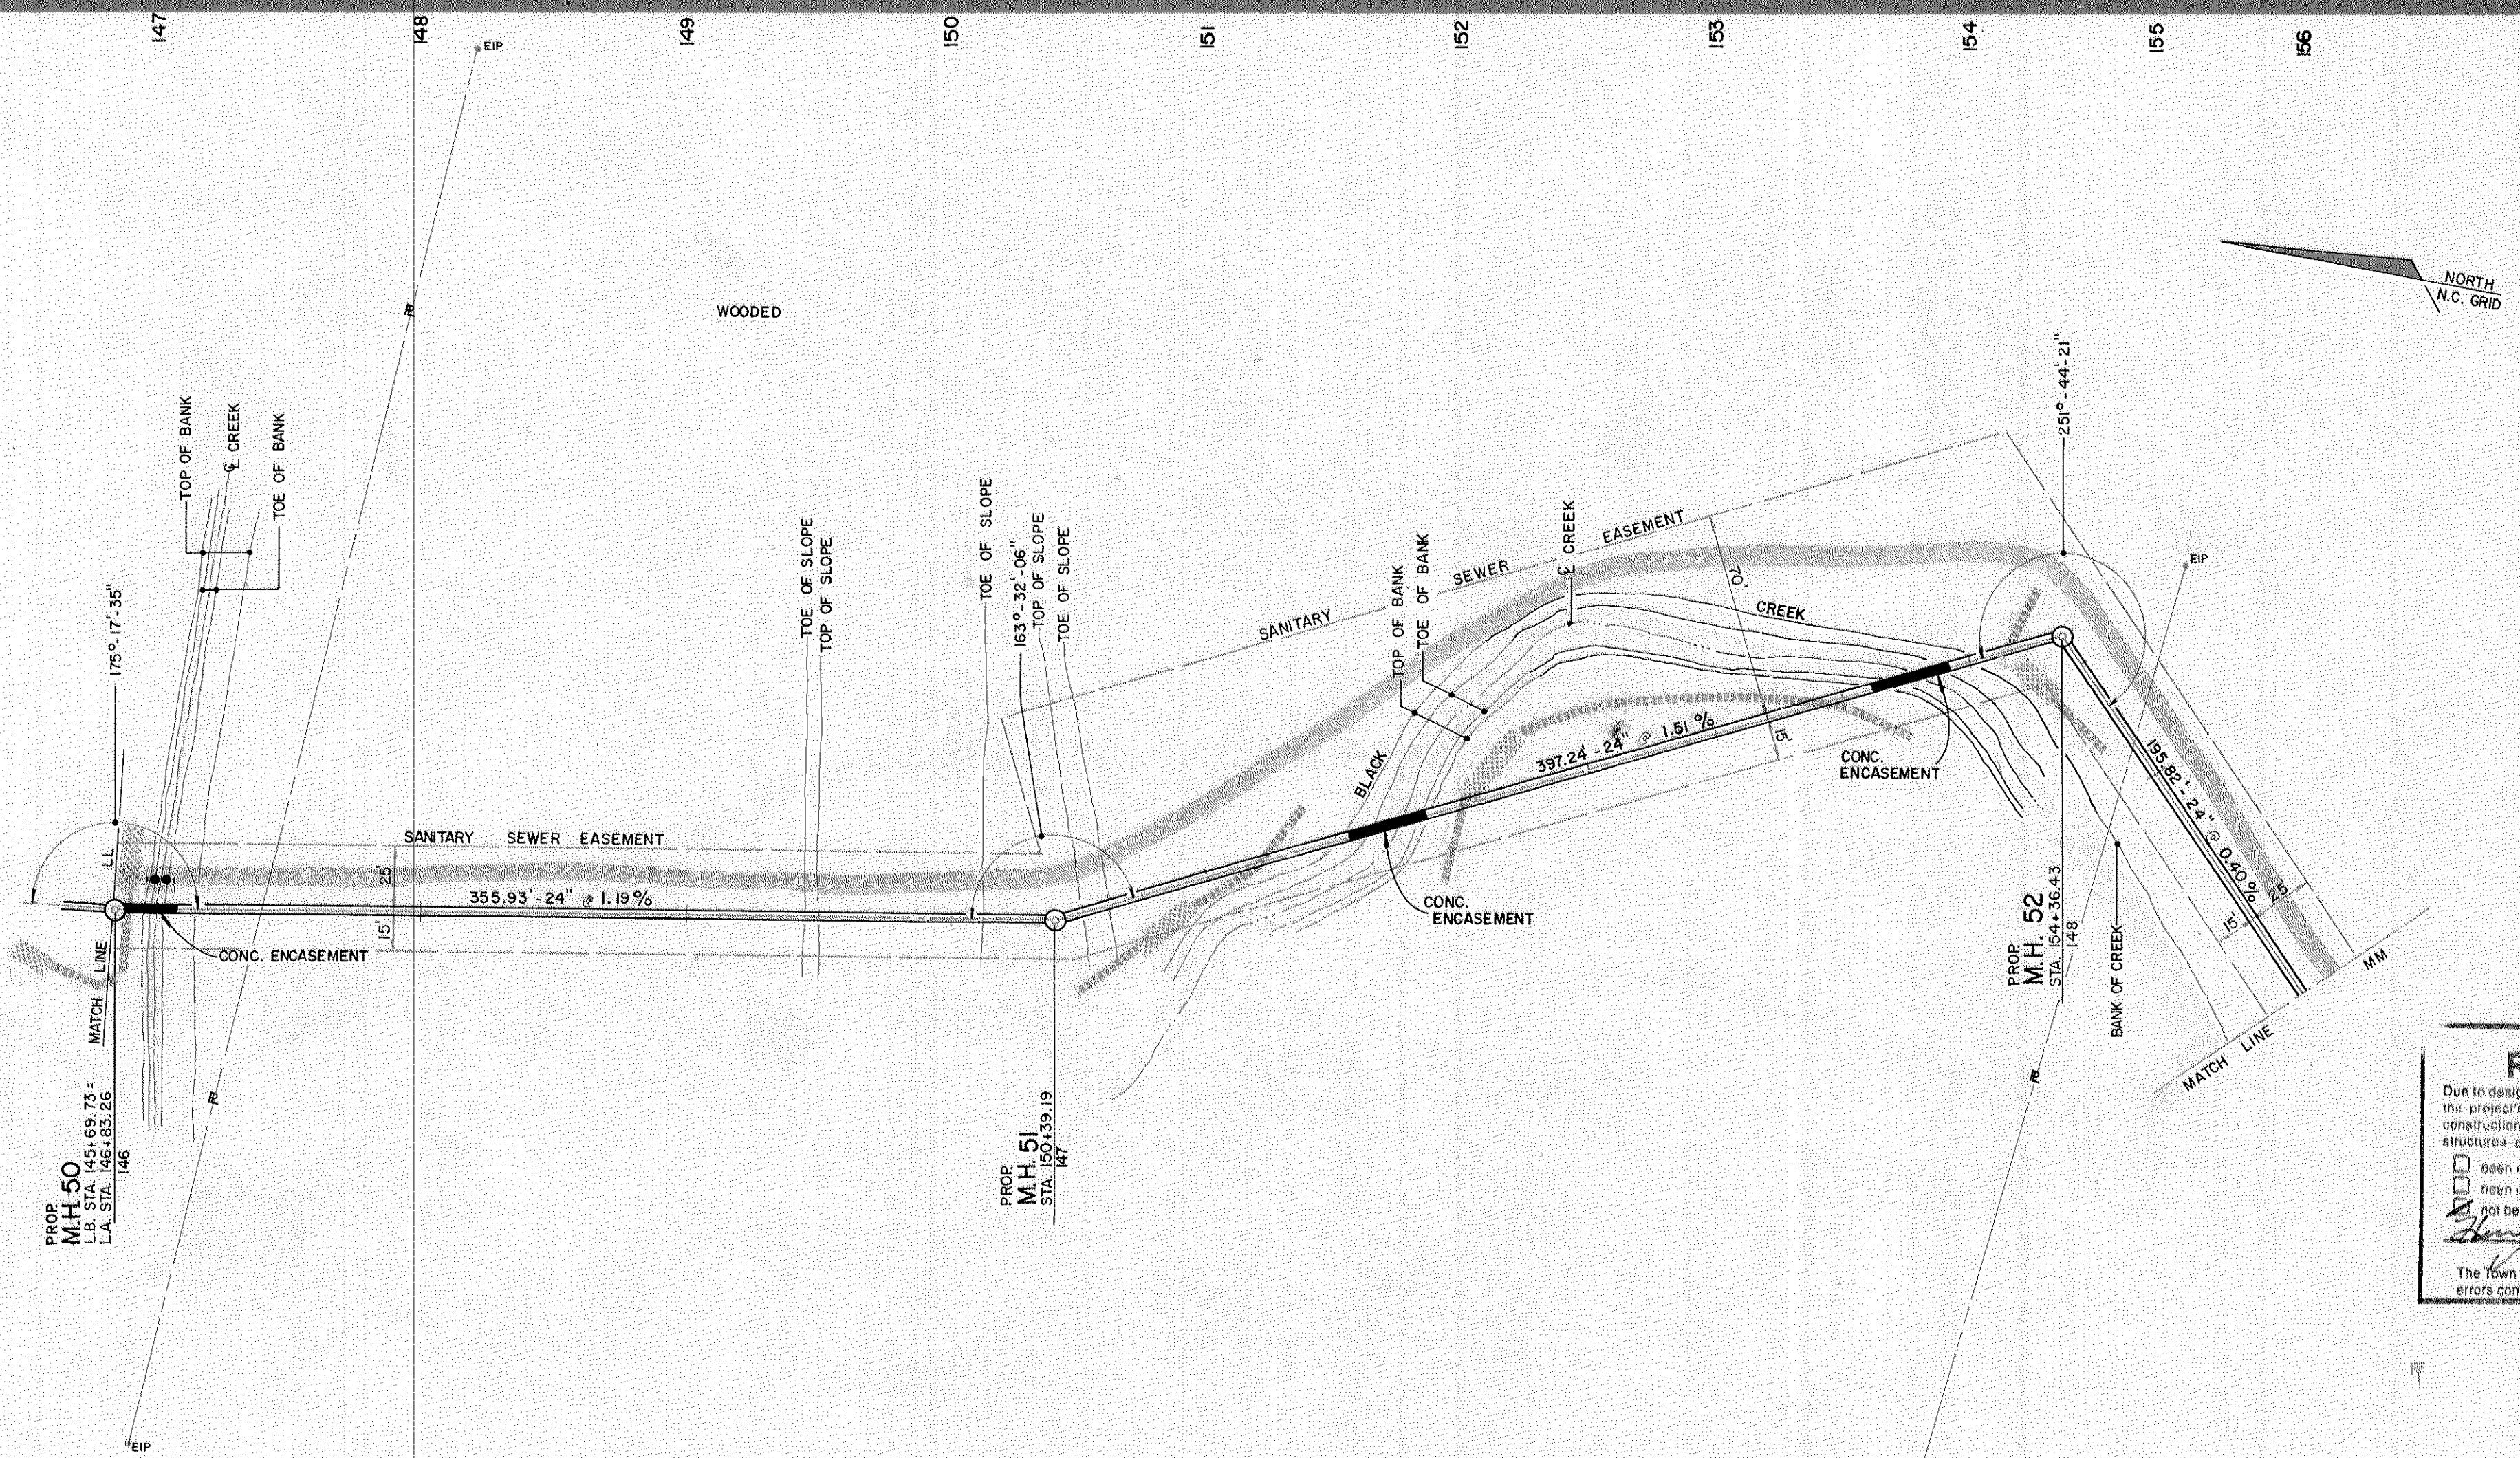 147
148
149
150
151
152
153
154
155
156
EIP
NORTH
N.C. GRID
WOODED
TOP OF BANK
℄ CREEK
TOE OF BANK
175°-17'-35"
TOE OF SLOPE
TOP OF SLOPE
TOE OF SLOPE
163°-32'-06"
TOP OF SLOPE
TOE OF SLOPE
SANITARY SEWER EASEMENT
TOP OF BANK
TOE OF BANK
℄ CREEK
70'
BLACK CREEK
251°-44'-21"
EIP
LL
SANITARY SEWER EASEMENT
25'
15'
355.93'-24" @ 1.19%
CONC. ENCASEMENT
MATCH LINE
397.24'-24" @ 1.51%
15'
CONC.
ENCASEMENT
CONC.
ENCASEMENT
195.82'-24" @ 0.40%
15'
25'
PROP.
M.H. 50
L.B. STA. 145+69.73 =
L.A. STA. 146+83.26
146
PROP.
M.H. 51
STA. 150+39.19
147
PROP.
M.H. 52
STA. 154+36.43
148
BANK OF CREEK
MATCH LINE
MM
℄
℄
℄
EIP
Due to desig
the project'
construction
structures
been
been
not be
The Town
errors con